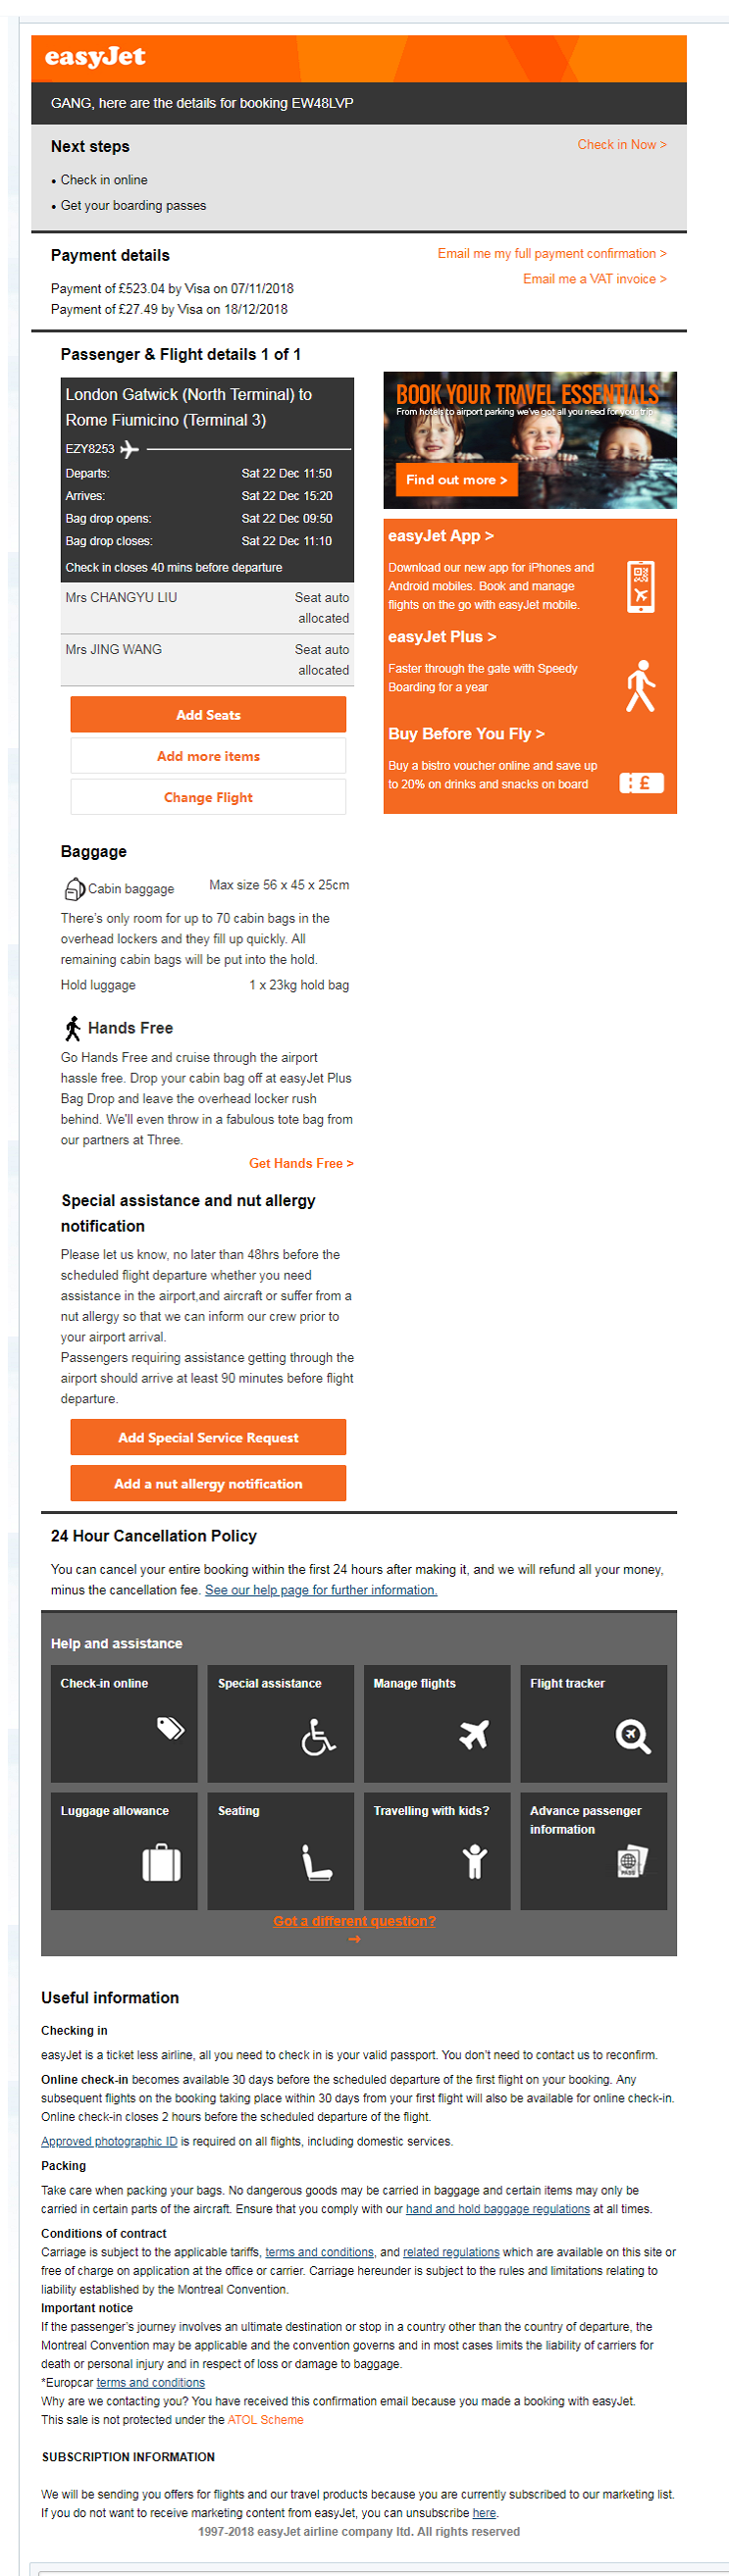 easyJet
GANG, here are the details for booking EW48LVP
Next steps
Check in Now >
• Check in online
• Get your boarding passes
Payment details
Email me my full payment confirmation >
Email me a VAT invoice >
Payment of £523.04 by Visa on 07/11/2018
Payment of £27.49 by Visa on 18/12/2018
Passenger & Flight details 1 of 1
London Gatwick (North Terminal) to
Rome Fiumicino (Terminal 3)
EZY8253
Departs: Sat 22 Dec 11:50
Arrives: Sat 22 Dec 15:20
Bag drop opens: Sat 22 Dec 09:50
Bag drop closes: Sat 22 Dec 11:10
Check in closes 40 mins before departure
Mrs CHANGYU LIU Seat auto
allocated
Mrs JING WANG Seat auto
allocated
Add Seats
Add more items
Change Flight
BOOK YOUR TRAVEL ESSENTIALS
From hotels to airport parking we've got all you need for your trip.
Find out more >
easyJet App >
Download our new app for iPhones and
Android mobiles. Book and manage
flights on the go with easyJet mobile.
easyJet Plus >
Faster through the gate with Speedy
Boarding for a year
Buy Before You Fly >
Buy a bistro voucher online and save up
to 20% on drinks and snacks on board
£
Baggage
Cabin baggage Max size 56 x 45 x 25cm
There's only room for up to 70 cabin bags in the
overhead lockers and they fill up quickly. All
remaining cabin bags will be put into the hold.
Hold luggage 1 x 23kg hold bag
Hands Free
Go Hands Free and cruise through the airport
hassle free. Drop your cabin bag off at easyJet Plus
Bag Drop and leave the overhead locker rush
behind. We'll even throw in a fabulous tote bag from
our partners at Three.
Get Hands Free >
Special assistance and nut allergy
notification
Please let us know, no later than 48hrs before the
scheduled flight departure whether you need
assistance in the airport,and aircraft or suffer from a
nut allergy so that we can inform our crew prior to
your airport arrival.
Passengers requiring assistance getting through the
airport should arrive at least 90 minutes before flight
departure.
Add Special Service Request
Add a nut allergy notification
24 Hour Cancellation Policy
You can cancel your entire booking within the first 24 hours after making it, and we will refund all your money,
minus the cancellation fee. See our help page for further information.
Help and assistance
Check-in online
Special assistance
Manage flights
Flight tracker
Luggage allowance
Seating
Travelling with kids?
Advance passenger
information
PASS
Got a different question?
→
Useful information
Checking in
easyJet is a ticket less airline, all you need to check in is your valid passport. You don't need to contact us to reconfirm.
Online check-in becomes available 30 days before the scheduled departure of the first flight on your booking. Any
subsequent flights on the booking taking place within 30 days from your first flight will also be available for online check-in.
Online check-in closes 2 hours before the scheduled departure of the flight.
Approved photographic ID is required on all flights, including domestic services.
Packing
Take care when packing your bags. No dangerous goods may be carried in baggage and certain items may only be
carried in certain parts of the aircraft. Ensure that you comply with our hand and hold baggage regulations at all times.
Conditions of contract
Carriage is subject to the applicable tariffs, terms and conditions, and related regulations which are available on this site or
free of charge on application at the office or carrier. Carriage hereunder is subject to the rules and limitations relating to
liability established by the Montreal Convention.
Important notice
If the passenger's journey involves an ultimate destination or stop in a country other than the country of departure, the
Montreal Convention may be applicable and the convention governs and in most cases limits the liability of carriers for
death or personal injury and in respect of loss or damage to baggage.
*Europcar terms and conditions
Why are we contacting you? You have received this confirmation email because you made a booking with easyJet.
This sale is not protected under the ATOL Scheme
SUBSCRIPTION INFORMATION
We will be sending you offers for flights and our travel products because you are currently subscribed to our marketing list.
If you do not want to receive marketing content from easyJet, you can unsubscribe here.
1997-2018 easyJet airline company ltd. All rights reserved